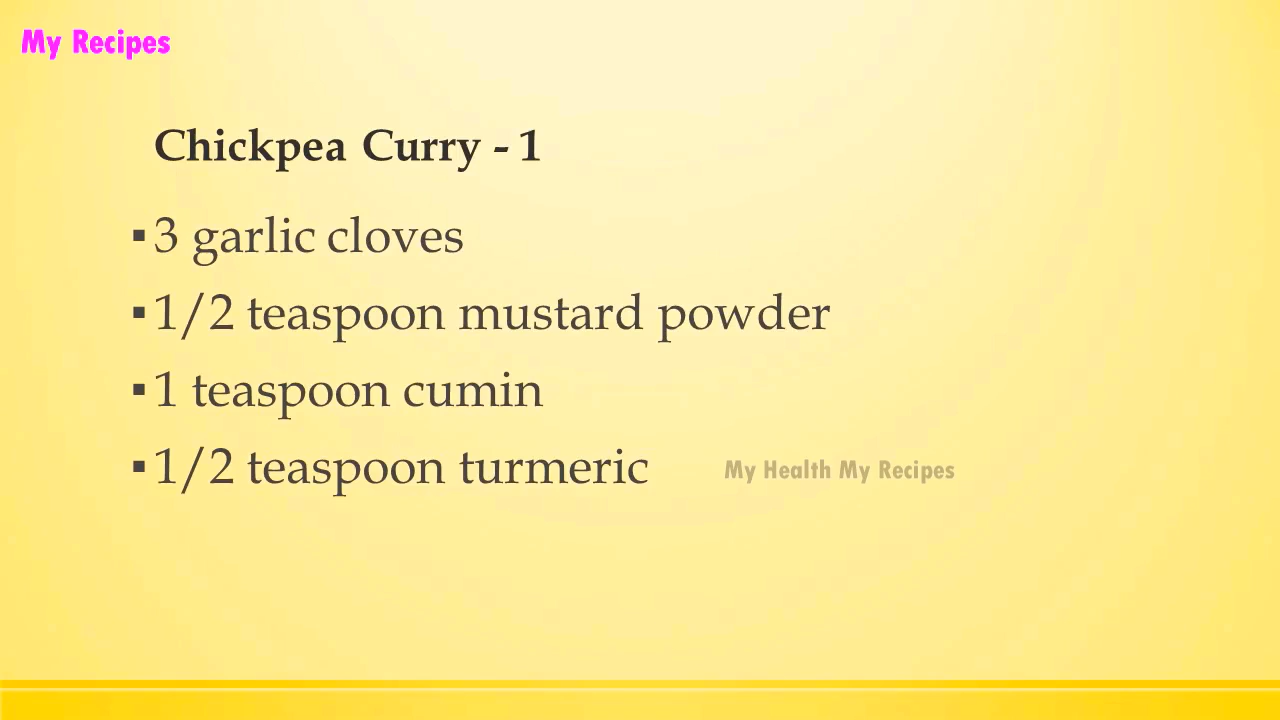 My Recipes
Chickpea Curry - 1
▪3 garlic cloves
▪1/2 teaspoon mustard powder
▪1 teaspoon cumin
▪1/2 teaspoon turmeric
My Health My Recipes